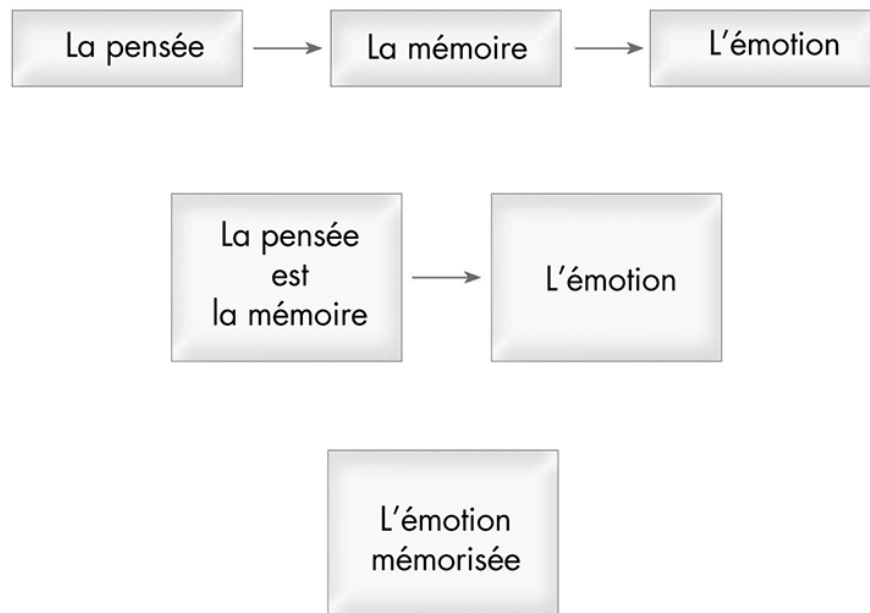 La pensée
La mémoire
L'émotion
La pensée
est
la mémoire
L'émotion
L'émotion
mémorisée